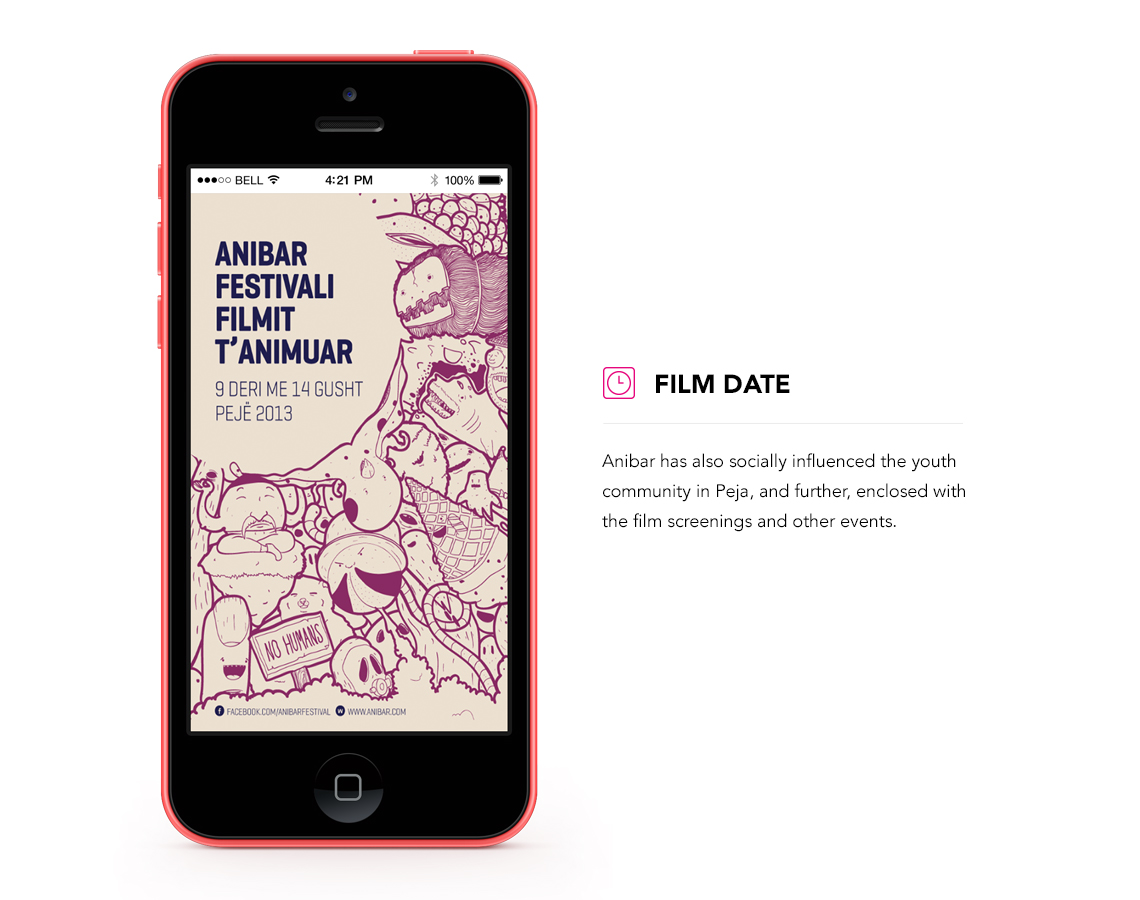 BELL 4:21 PM 100%
ANIBAR
FESTIVALI
FILMIT
T’ANIMUAR
9 DERI ME 14 GUSHT
PEJË 2013
NO HUMANS
f FACEBOOK.COM/ANIBARFESTIVAL W WWW.ANIBAR.COM
FILM DATE
Anibar has also socially influenced the youth
community in Peja, and further, enclosed with
the film screenings and other events.